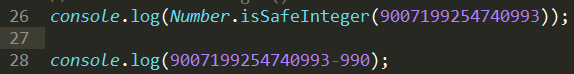 26 console.log(Number.isSafeInteger(9007199254740993));
27
28 console.log(9007199254740993-990);